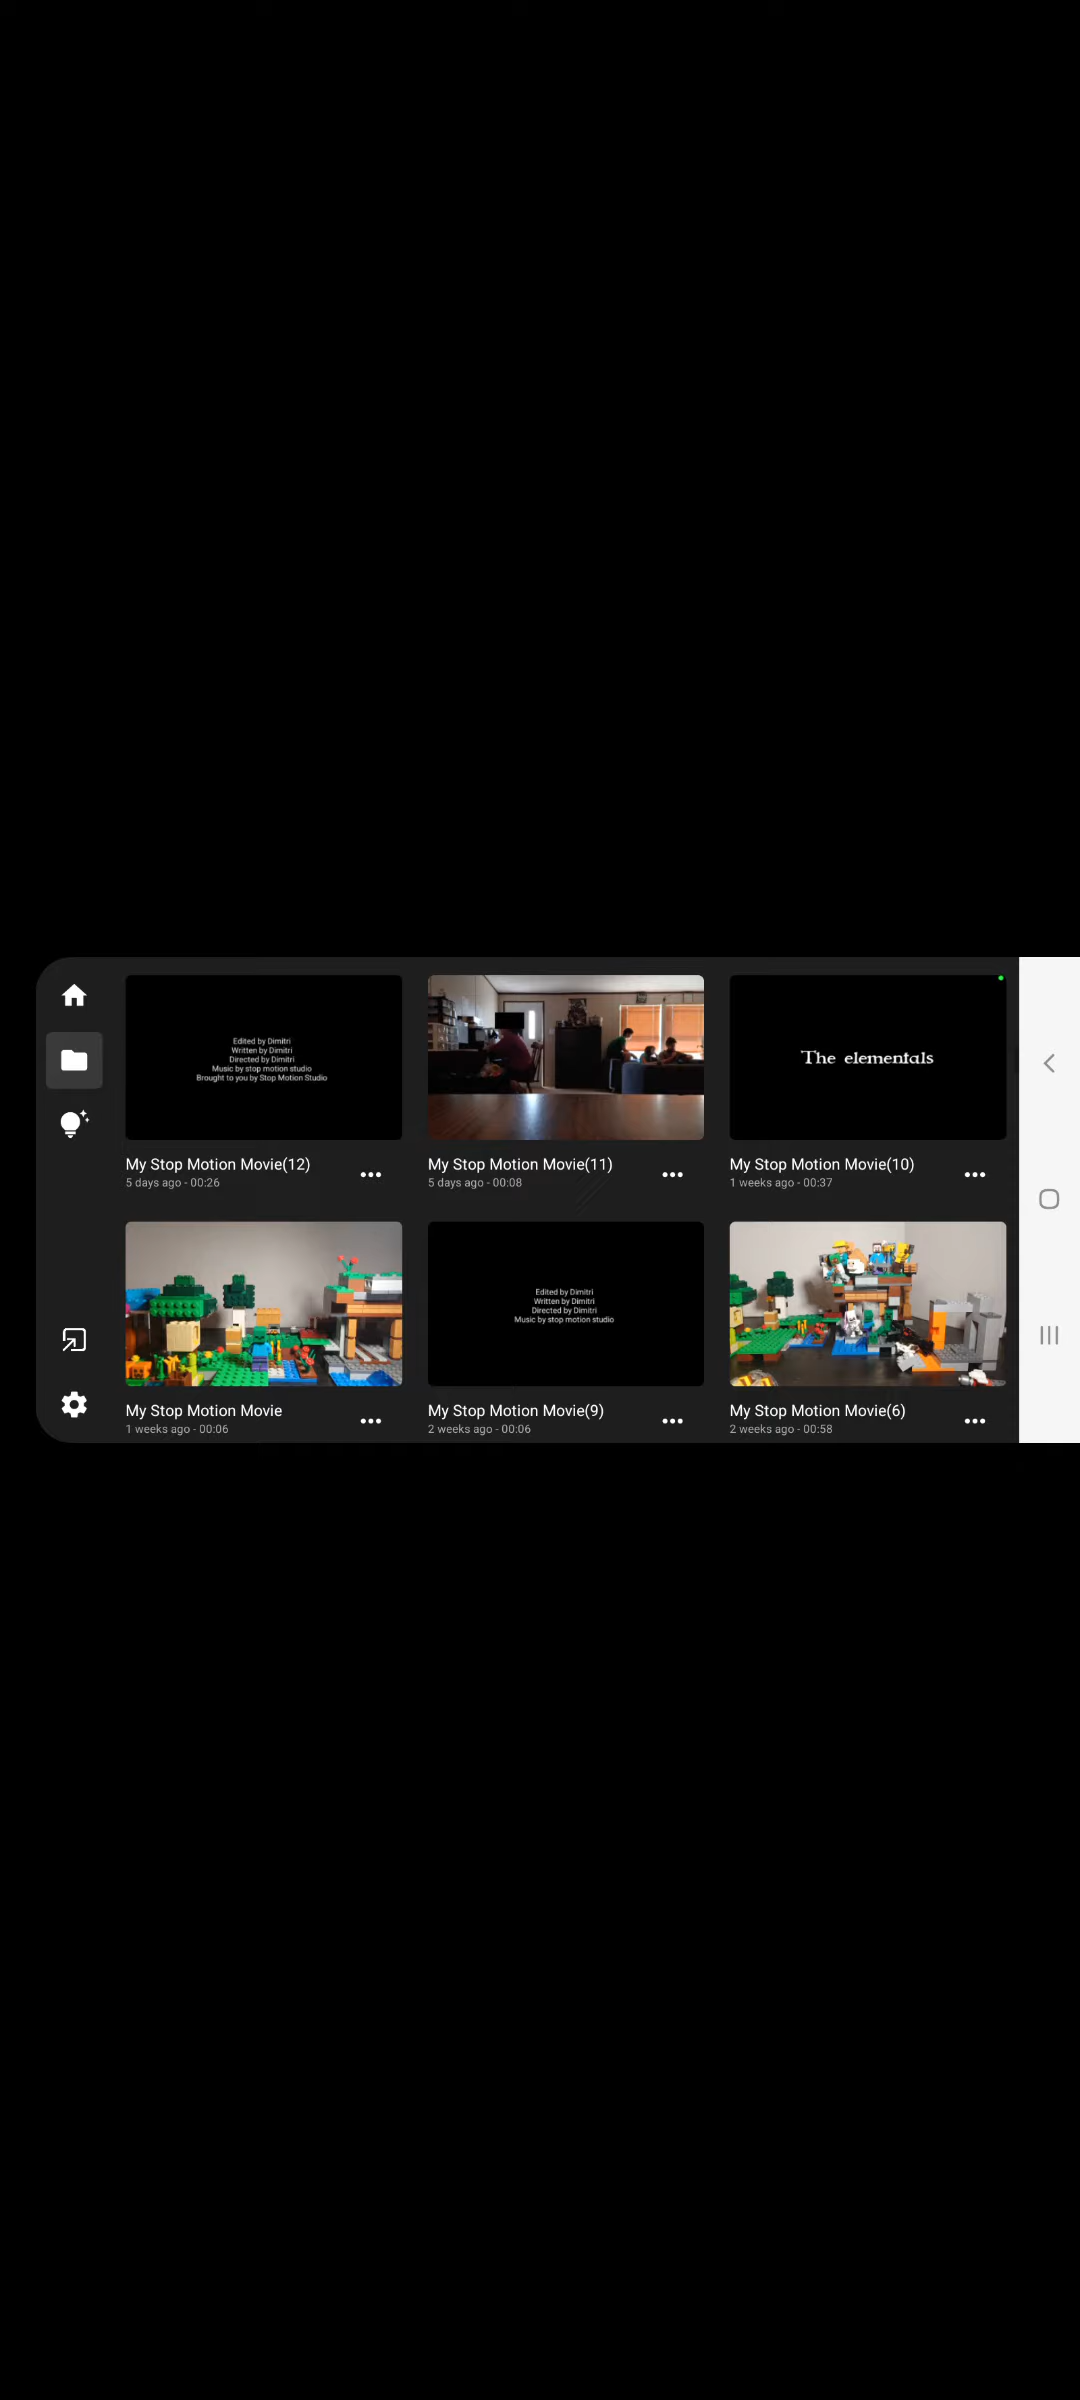 Edited by Dimitri
Written by Dimitri
Directed by Dimitri
Music by stop motion studio
Brought to you by Stop Motion Studio
The elementals
My Stop Motion Movie(12)
5 days ago - 00:26
My Stop Motion Movie(11)
5 days ago - 00:08
My Stop Motion Movie(10)
1 weeks ago - 00:37
Edited by Dimitri
Written by Dimitri
Directed by Dimitri
Music by stop motion studio
My Stop Motion Movie
1 weeks ago - 00:06
My Stop Motion Movie(9)
2 weeks ago - 00:06
My Stop Motion Movie(6)
2 weeks ago - 00:58